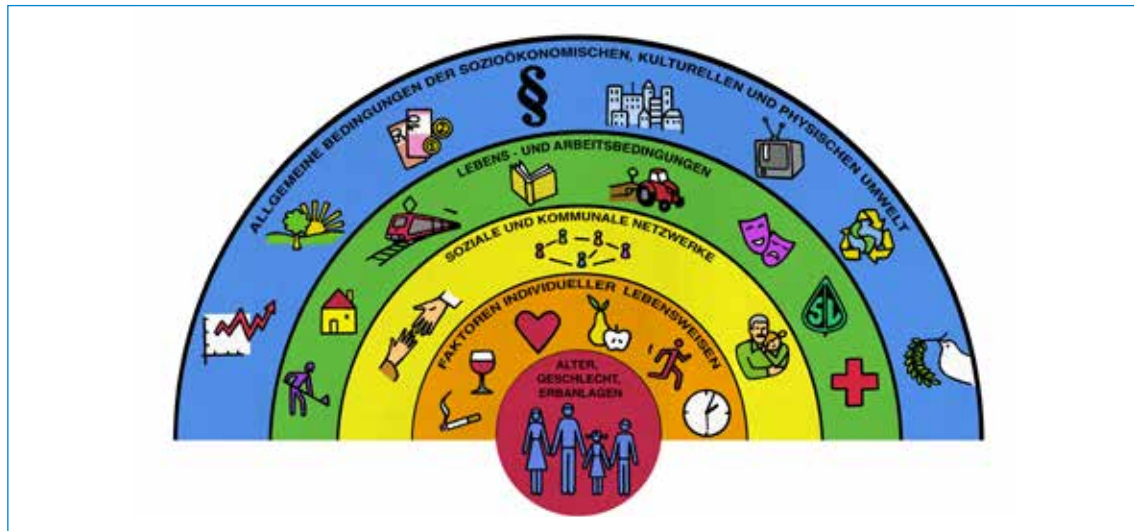 ALLGEMEINE BEDINGUNGEN DER SOZIOÖKONOMISCHEN, KULTURELLEN UND PHYSISCHEN UMWELT
§
LEBENS - UND ARBEITSBEDINGUNGEN
SOZIALE UND KOMMUNALE NETZWERKE
FAKTOREN INDIVIDUELLER LEBENSWEISEN
ALTER,
GESCHLECHT,
ERBANLAGEN